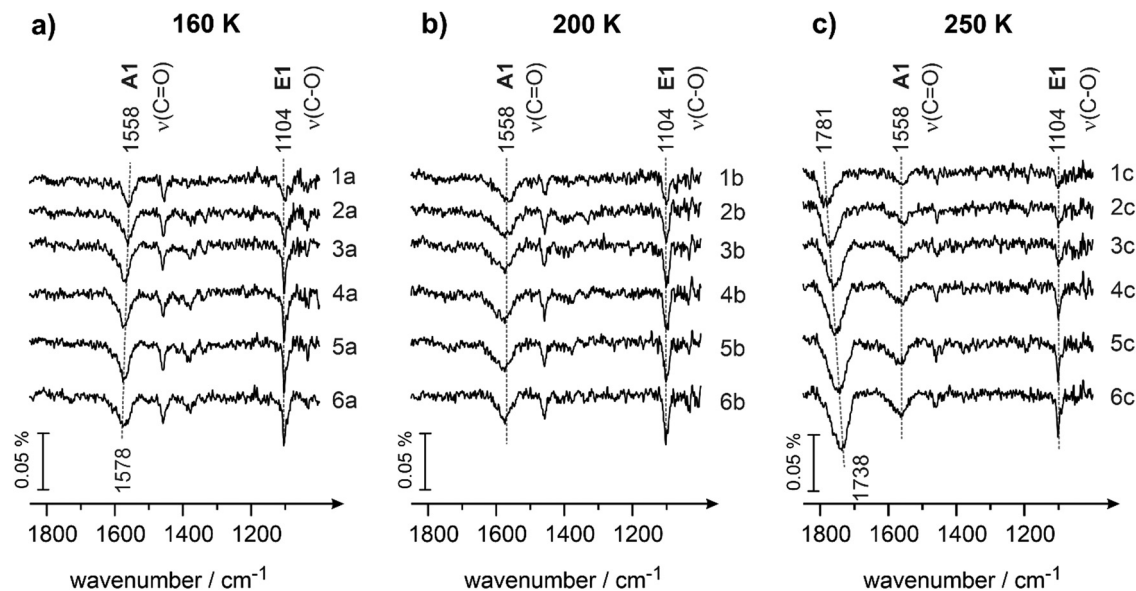 a) 160 K
1558 A1
ν(C=O)
1104 E1
ν(C-O)
1a
2a
3a
4a
5a
6a
0.05 %
1578
1800 1600 1400 1200
wavenumber / cm⁻¹
b) 200 K
1558 A1
ν(C=O)
1104 E1
ν(C-O)
1b
2b
3b
4b
5b
6b
0.05 %
1800 1600 1400 1200
wavenumber / cm⁻¹
c) 250 K
1781
1558 A1
ν(C=O)
1104 E1
ν(C-O)
1c
2c
3c
4c
5c
6c
0.05 %
1738
1800 1600 1400 1200
wavenumber / cm⁻¹